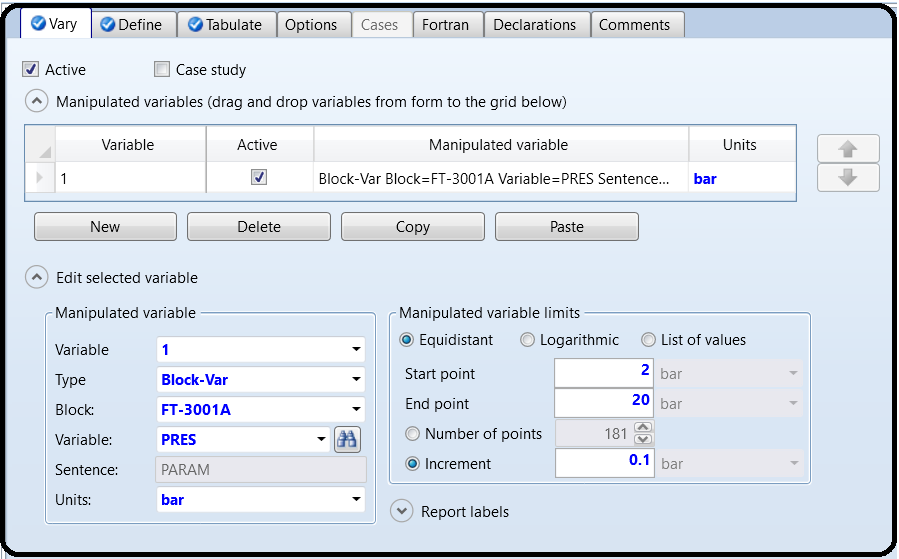 Vary Define Tabulate Options Cases Fortran Declarations Comments
Active Case study
Manipulated variables (drag and drop variables from form to the grid below)
Variable Active Manipulated variable Units
1 Block-Var Block=FT-3001A Variable=PRES Sentence... bar
New Delete Copy Paste
Edit selected variable
Manipulated variable
Variable 1
Type Block-Var
Block: FT-3001A
Variable: PRES
Sentence: PARAM
Units: bar
Manipulated variable limits
Equidistant Logarithmic List of values
Start point 2 bar
End point 20 bar
Number of points 181
Increment 0.1 bar
Report labels